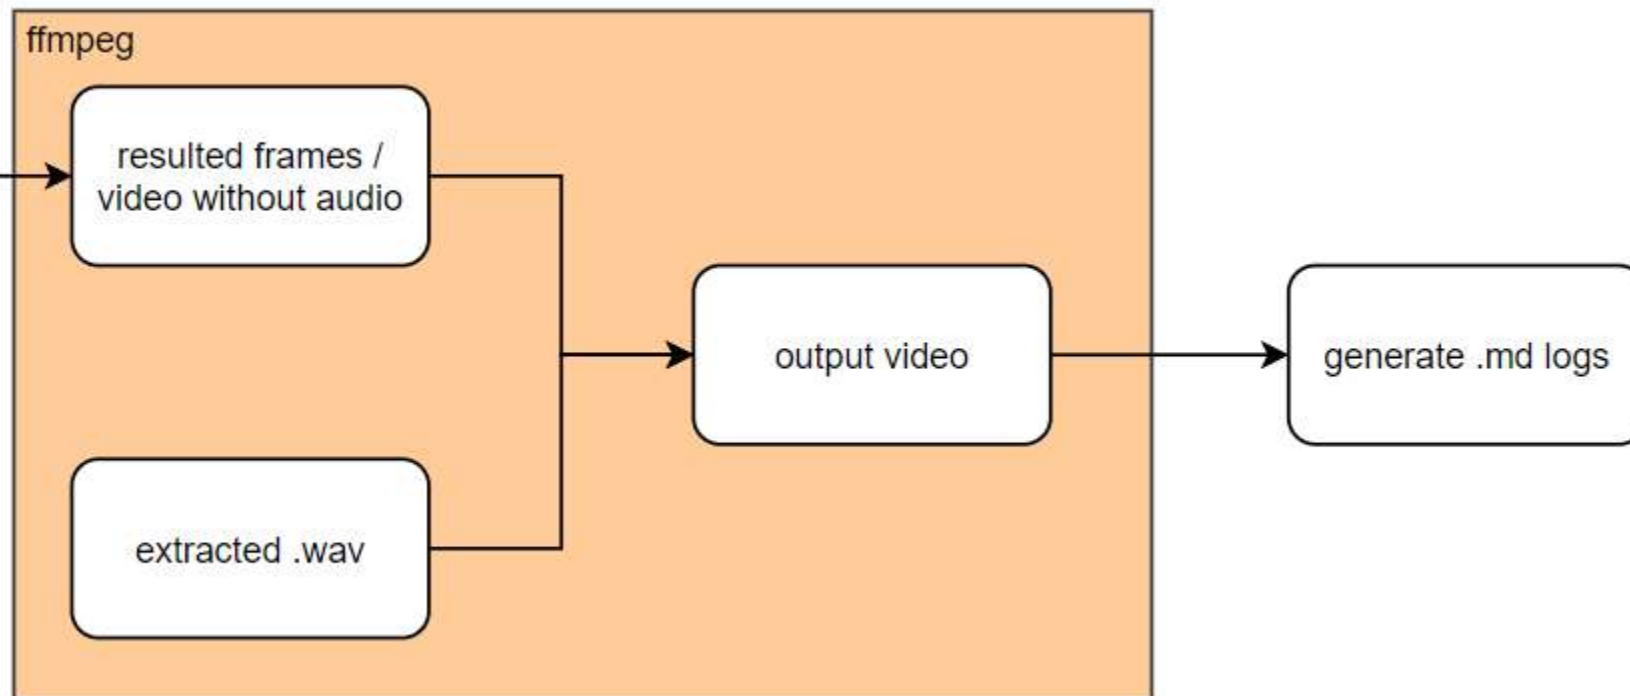 ffmpeg
resulted frames /
video without audio
output video
generate .md logs
extracted .wav